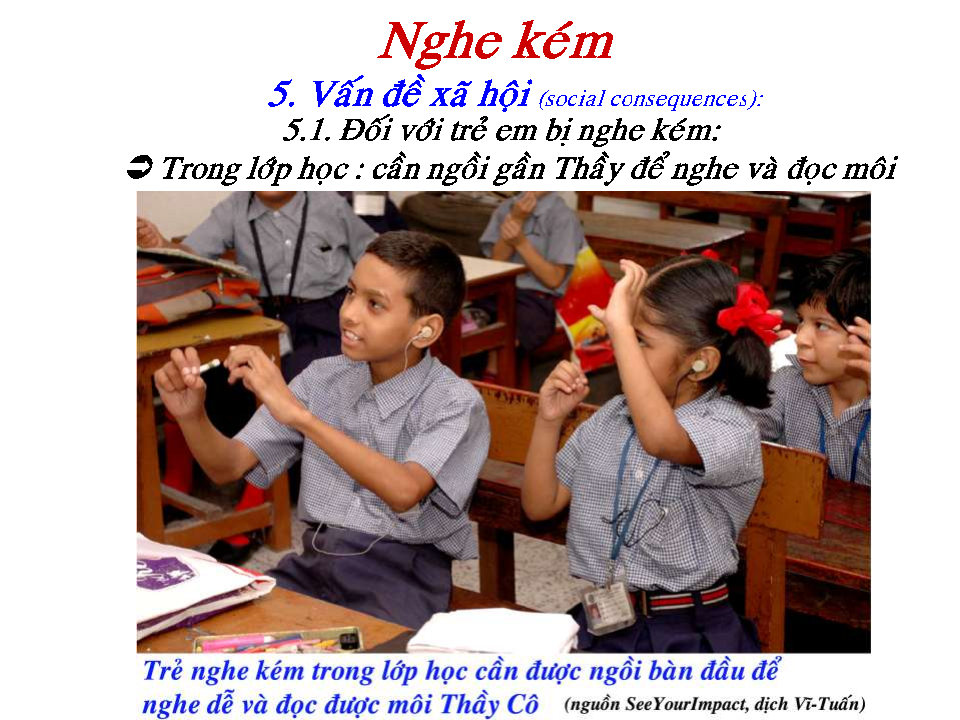 Nghe kém
5. Vấn đề xã hội (social consequences):
5.1. Đối với trẻ em bị nghe kém:
➲ Trong lớp học : cần ngồi gần Thầy để nghe và đọc môi
Trẻ nghe kém trong lớp học cần được ngồi bàn đầu để
nghe dễ và đọc được môi Thầy Cô (nguồn SeeYourImpact, dịch Vĩ-Tuấn)